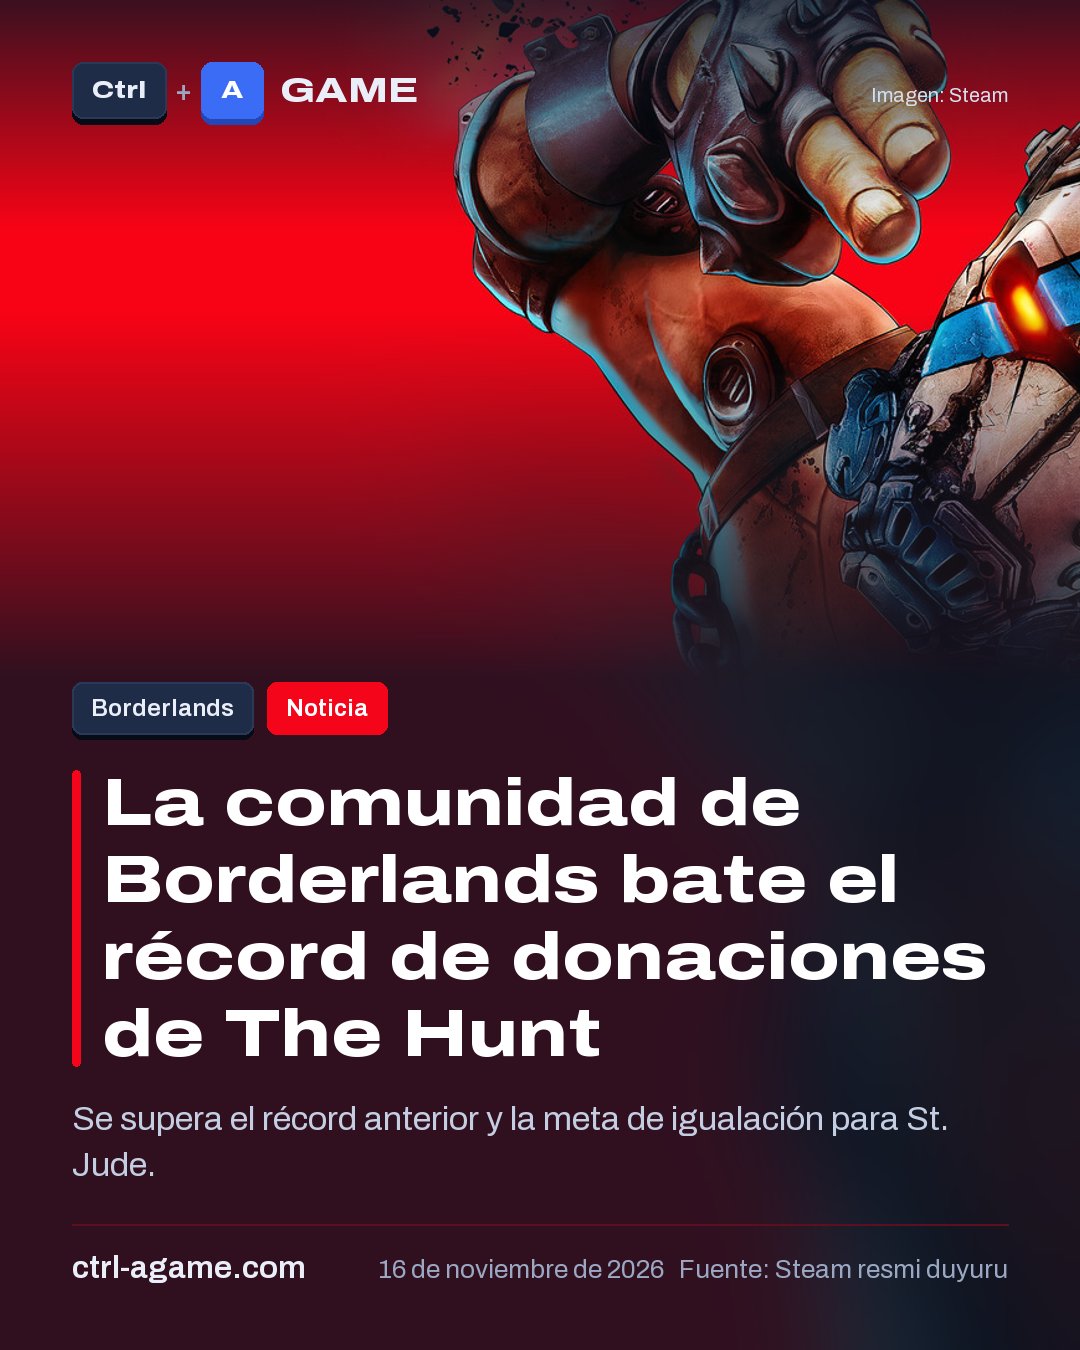 Ctrl + A GAME
Imagen: Steam
Borderlands Noticia
La comunidad de
Borderlands bate el
récord de donaciones
de The Hunt
Se supera el récord anterior y la meta de igualación para St.
Jude.
ctrl-agame.com 16 de noviembre de 2026 Fuente: Steam resmi duyuru